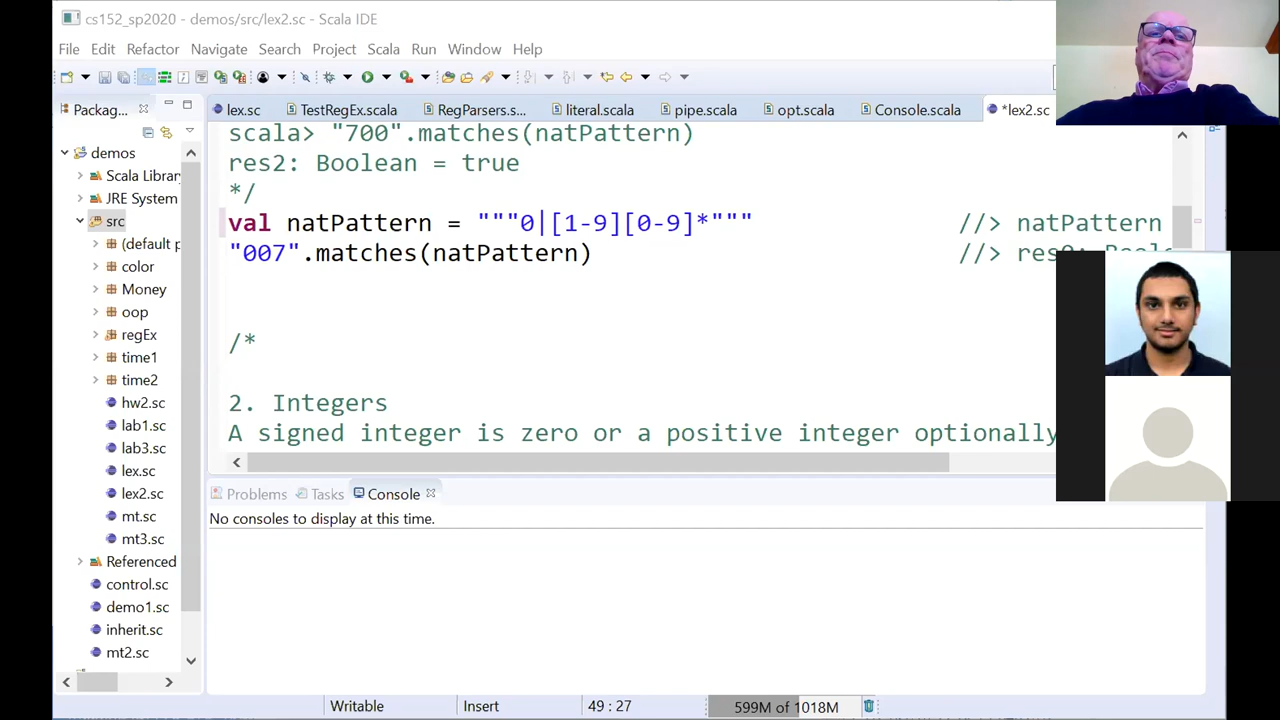 cs152_sp2020 - demos/src/lex2.sc - Scala IDE
File Edit Refactor Navigate Search Project Scala Run Window Help
Packag...
lex.sc TestRegEx.scala RegParsers.s... literal.scala pipe.scala opt.scala Console.scala *lex2.sc
demos
Scala Library
JRE System
src
(default p
color
Money
oop
regEx
time1
time2
hw2.sc
lab1.sc
lab3.sc
lex.sc
lex2.sc
mt.sc
mt3.sc
Referenced
control.sc
demo1.sc
inherit.sc
mt2.sc
scala> "700".matches(natPattern)
res2: Boolean = true
*/
val natPattern = """0|[1-9][0-9]*""" //> natPattern
"007".matches(natPattern) //>
/*
2. Integers
A signed integer is zero or a positive integer optionally
Problems Tasks Console
No consoles to display at this time.
Writable Insert 49 : 27 599M of 1018M